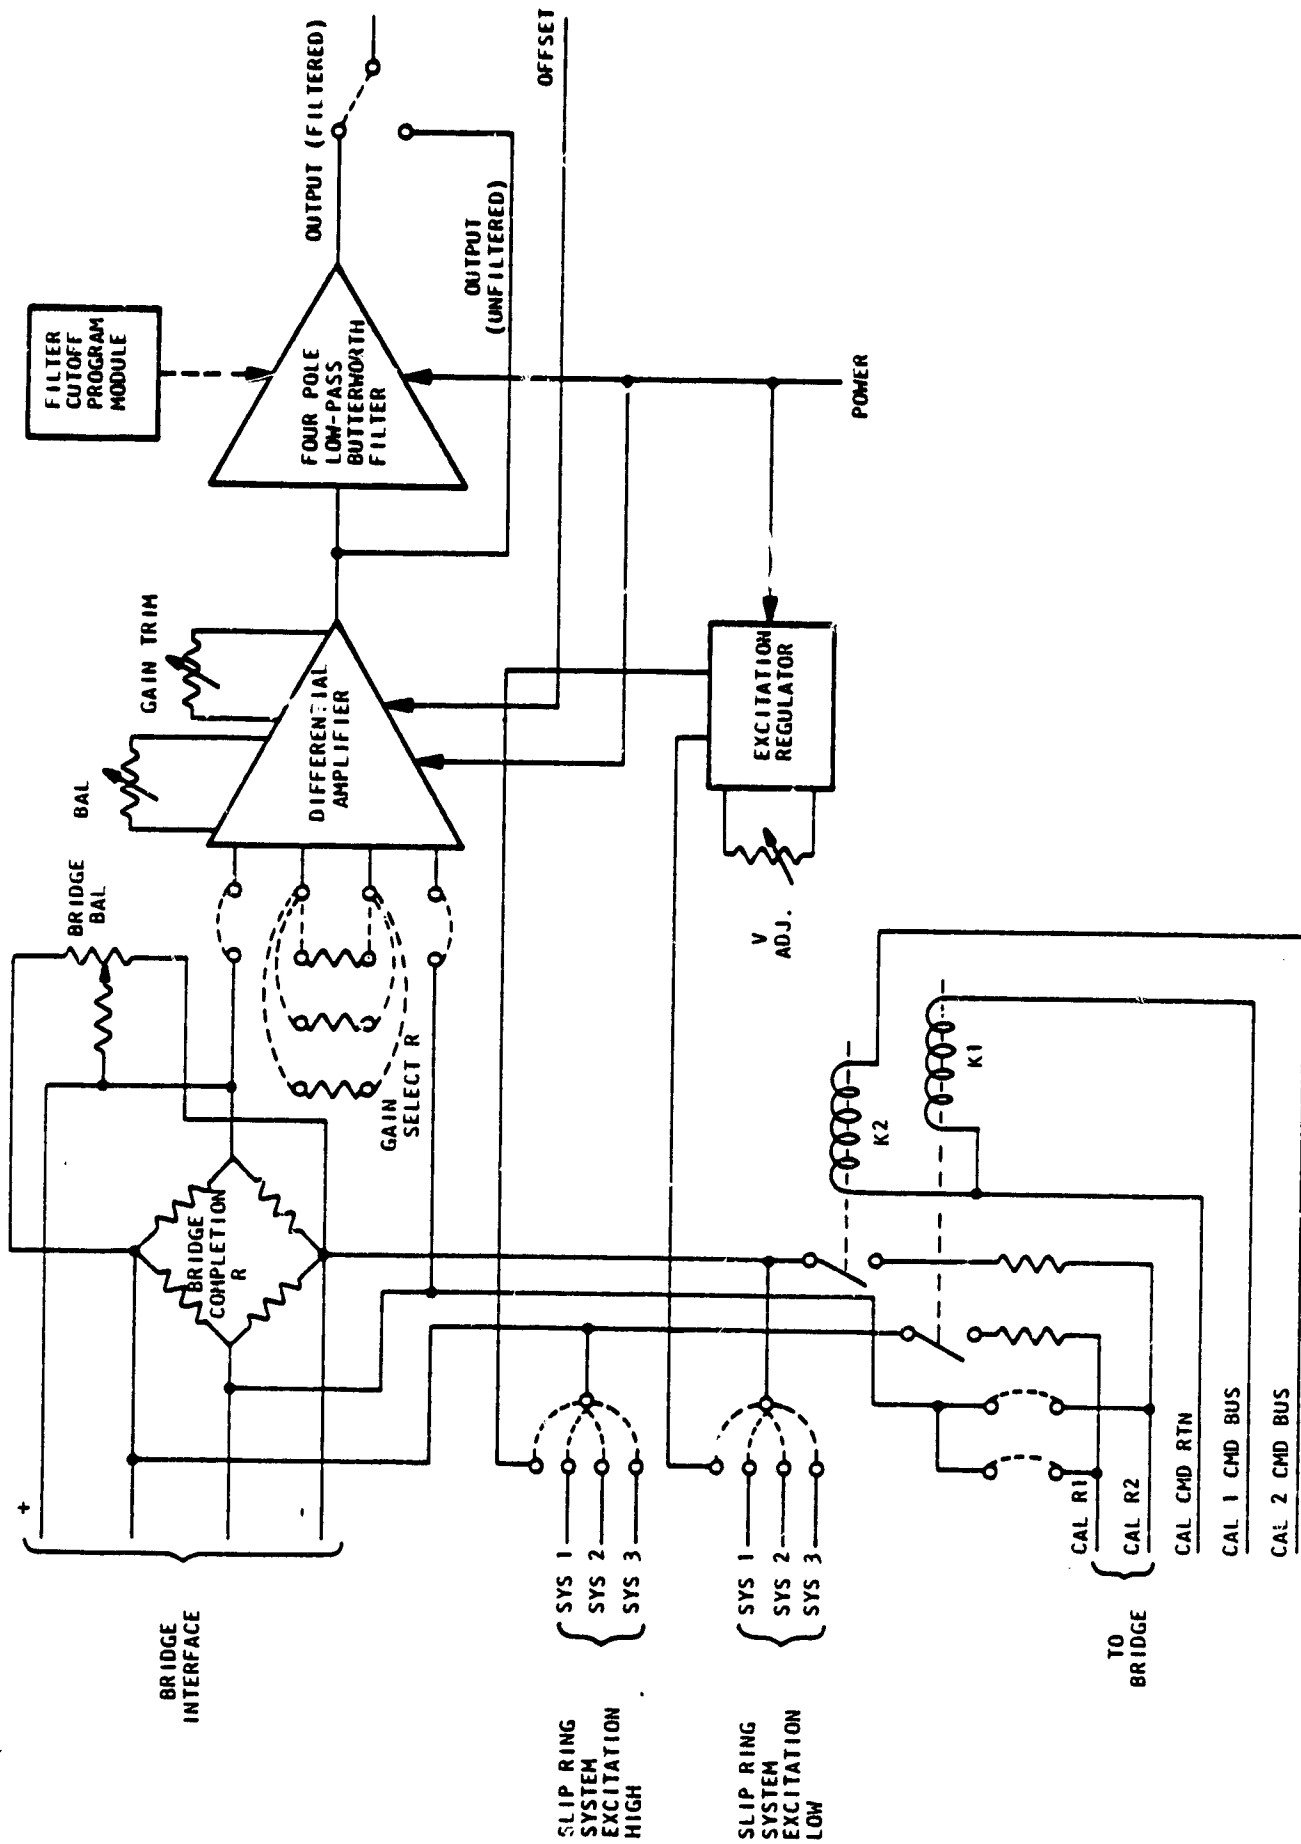 FILTER
CUTOFF
PROGRAM
MODULE
OUTPUT (FILTERED)
FOUR POLE
LOW-PASS
BUTTERWORTH
FILTER
OUTPUT
(UNFILTERED)
OFFSET
POWER
GAIN TRIM
BAL
DIFFERENTIAL
AMPLIFIER
EXCITATION
REGULATOR
V
ADJ.
BRIDGE
BAL
GAIN
SELECT R
BRIDGE
COMPLETION
R
K2
K1
+
-
BRIDGE
INTERFACE
SYS 1
SYS 2
SYS 3
SLIP RING
SYSTEM
EXCITATION
HIGH
SYS 1
SYS 2
SYS 3
SLIP RING
SYSTEM
EXCITATION
LOW
CAL R1
CAL R2
TO
BRIDGE
CAL CMD RTN
CAL 1 CMD BUS
CAL 2 CMD BUS